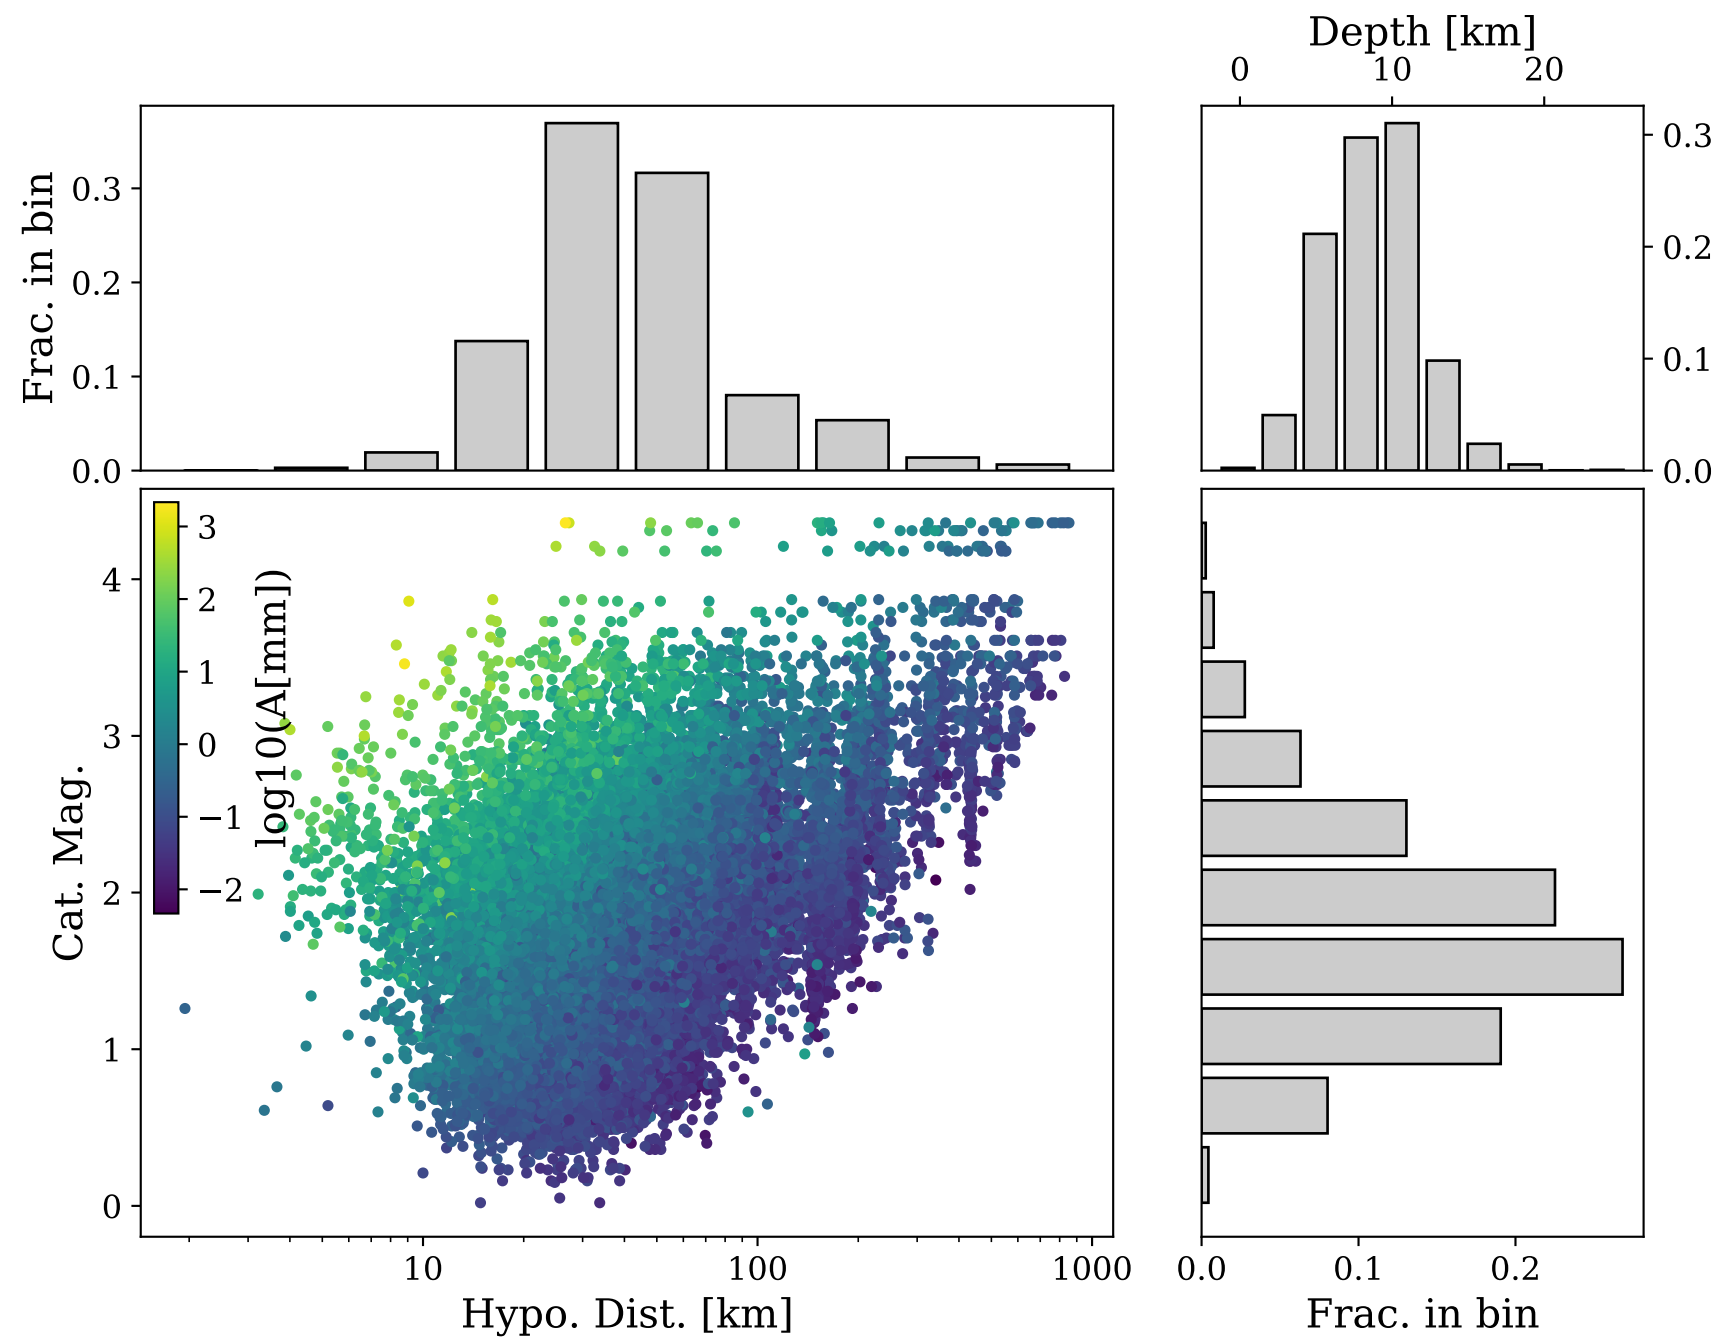 Depth [km]
0 10 20
Frac. in bin
0.3
0.2
0.1
0.0
0.3
0.2
0.1
0.0
Cat. Mag.
4
3
2
1
0
3
2
1
0
−1
−2
log10(A[mm])
10 100 1000
Hypo. Dist. [km]
0.0 0.1 0.2
Frac. in bin